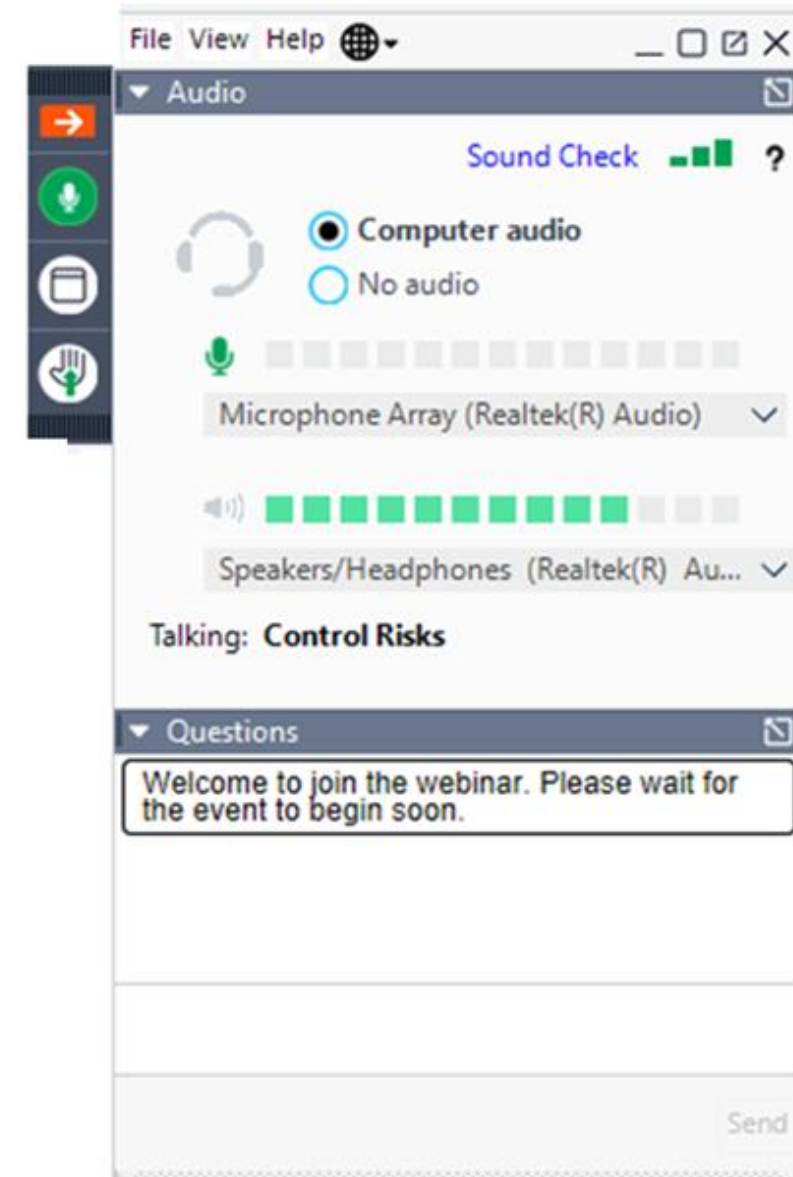 File View Help
Audio
Sound Check ?
Computer audio
No audio
Microphone Array (Realtek(R) Audio)
Speakers/Headphones (Realtek(R) Au...
Talking: Control Risks
Questions
Welcome to join the webinar. Please wait for
the event to begin soon.
Send